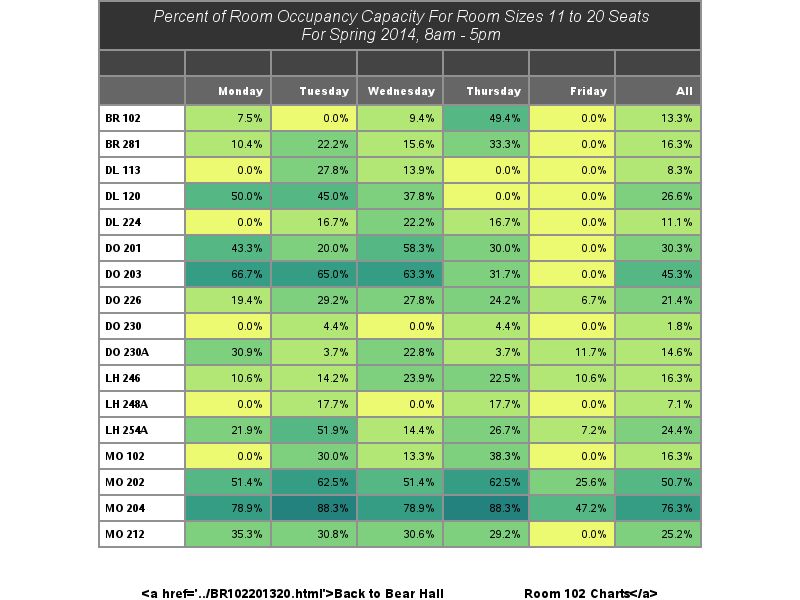 Percent of Room Occupancy Capacity For Room Sizes 11 to 20 Seats
For Spring 2014, 8am - 5pm
Monday Tuesday Wednesday Thursday Friday All
BR 102 7.5% 0.0% 9.4% 49.4% 0.0% 13.3%
BR 281 10.4% 22.2% 15.6% 33.3% 0.0% 16.3%
DL 113 0.0% 27.8% 13.9% 0.0% 0.0% 8.3%
DL 120 50.0% 45.0% 37.8% 0.0% 0.0% 26.6%
DL 224 0.0% 16.7% 22.2% 16.7% 0.0% 11.1%
DO 201 43.3% 20.0% 58.3% 30.0% 0.0% 30.3%
DO 203 66.7% 65.0% 63.3% 31.7% 0.0% 45.3%
DO 226 19.4% 29.2% 27.8% 24.2% 6.7% 21.4%
DO 230 0.0% 4.4% 0.0% 4.4% 0.0% 1.8%
DO 230A 30.9% 3.7% 22.8% 3.7% 11.7% 14.6%
LH 246 10.6% 14.2% 23.9% 22.5% 10.6% 16.3%
LH 248A 0.0% 17.7% 0.0% 17.7% 0.0% 7.1%
LH 254A 21.9% 51.9% 14.4% 26.7% 7.2% 24.4%
MO 102 0.0% 30.0% 13.3% 38.3% 0.0% 16.3%
MO 202 51.4% 62.5% 51.4% 62.5% 25.6% 50.7%
MO 204 78.9% 88.3% 78.9% 88.3% 47.2% 76.3%
MO 212 35.3% 30.8% 30.6% 29.2% 0.0% 25.2%
<a href='../BR102201320.html'>Back to Bear Hall Room 102 Charts</a>